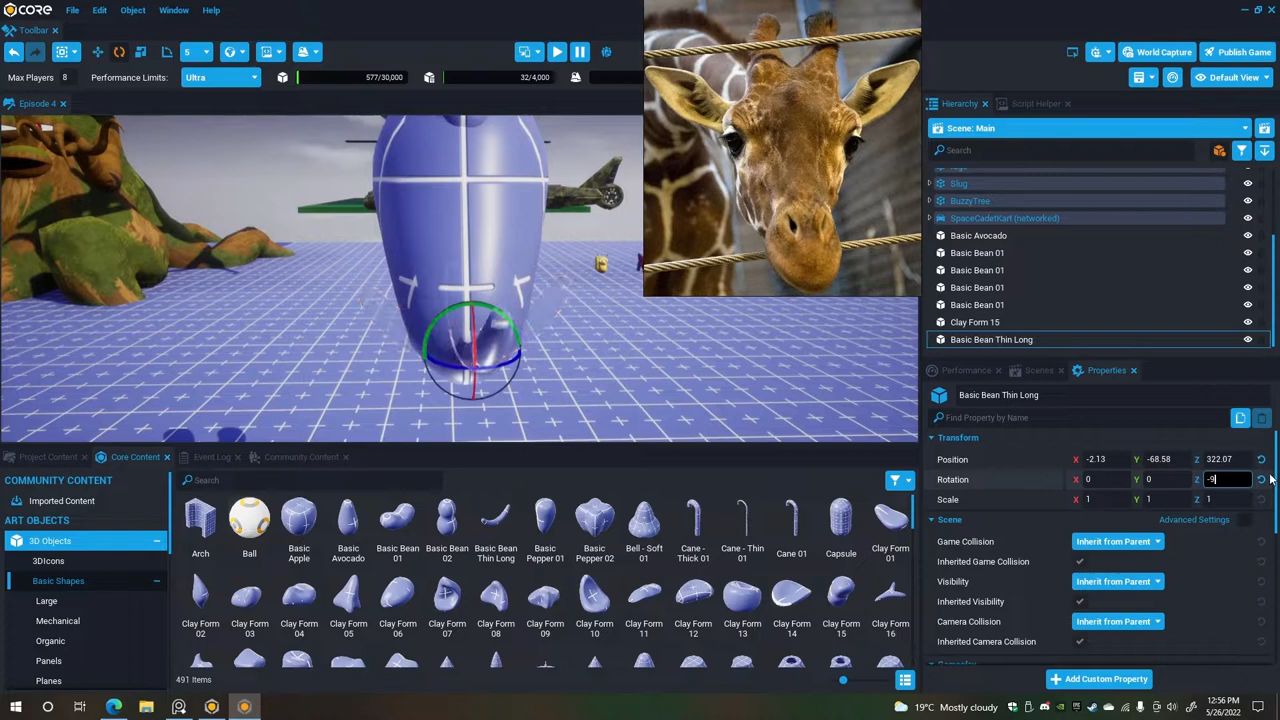 CORE
File
Edit
Object
Window
Help
Toolbar
5
World Capture
Publish Game
Max Players
8
Performance Limits:
Ultra
577/30,000
32/4,000
Default View
Episode 4
Hierarchy
Script Helper
Scene: Main
Search
Slug
BuzzyTree
SpaceCadetKart (networked)
Basic Avocado
Basic Bean 01
Basic Bean 01
Basic Bean 01
Basic Bean 01
Clay Form 15
Basic Bean Thin Long
Performance
Scenes
Properties
Basic Bean Thin Long
Find Property by Name
Transform
Position X -2.13 Y -68.58 Z 322.07
Rotation X 0 Y 0 Z -9
Scale X 1 Y 1 Z 1
Scene
Advanced Settings
Game Collision
Inherit from Parent
Inherited Game Collision
Visibility
Inherit from Parent
Inherited Visibility
Camera Collision
Inherit from Parent
Inherited Camera Collision
Add Custom Property
Project Content
Core Content
Event Log
Community Content
COMMUNITY CONTENT
Imported Content
ART OBJECTS
3D Objects
3DIcons
Basic Shapes
Large
Mechanical
Organic
Panels
Planes
Search
Arch
Ball
Basic Apple
Basic Avocado
Basic Bean 01
Basic Bean 02
Basic Bean Thin Long
Basic Pepper 01
Basic Pepper 02
Bell - Soft 01
Cane - Thick 01
Cane - Thin 01
Cane 01
Capsule
Clay Form 01
Clay Form 02
Clay Form 03
Clay Form 04
Clay Form 05
Clay Form 06
Clay Form 07
Clay Form 08
Clay Form 09
Clay Form 10
Clay Form 11
Clay Form 12
Clay Form 13
Clay Form 14
Clay Form 15
Clay Form 16
491 Items
19°C Mostly cloudy
12:56 PM
5/26/2022